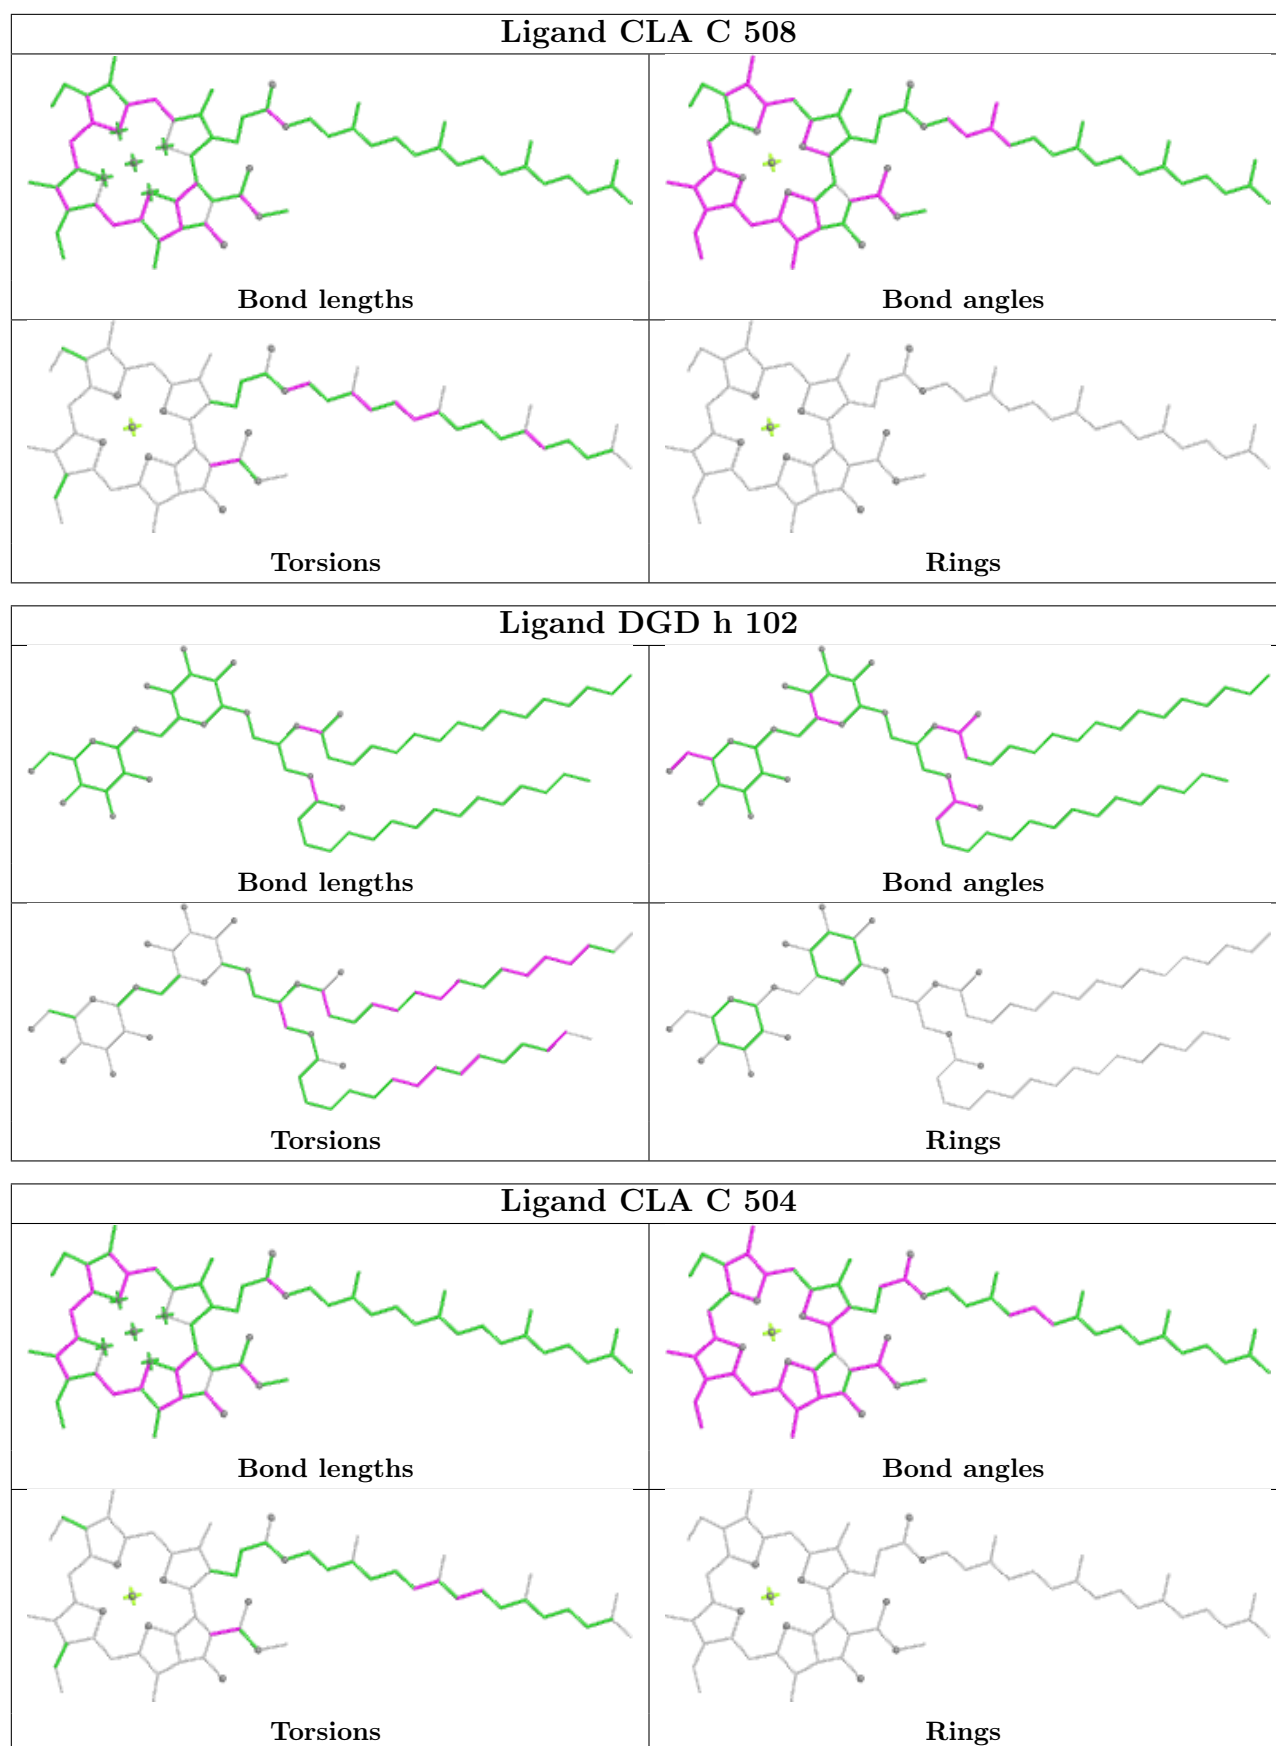 Ligand CLA C 508
Bond lengths
Bond angles
Torsions
Rings
Ligand DGD h 102
Bond lengths
Bond angles
Torsions
Rings
Ligand CLA C 504
Bond lengths
Bond angles
Torsions
Rings